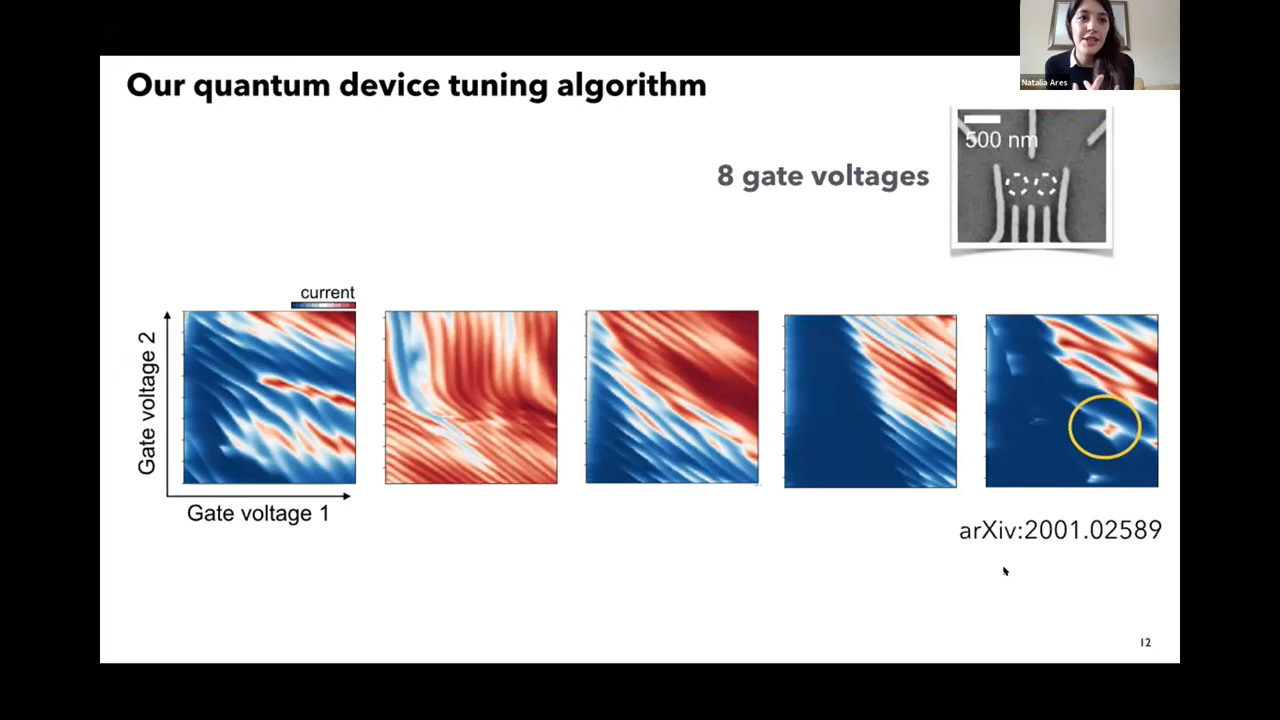 Our quantum device tuning algorithm
Natalia Ares
500 nm
8 gate voltages
current
Gate voltage 2
Gate voltage 1
arXiv:2001.02589
12